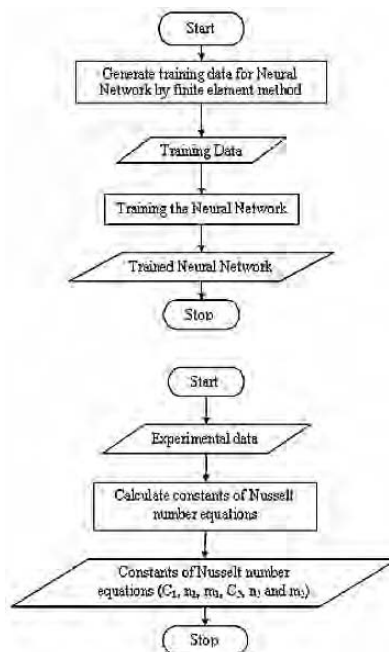 Start
Generate training data for Neural
Network by finite element method
Training Data
Training the Neural Network
Trained Neural Network
Stop
Start
Experimental data
Calculate constants of Nusselt
number equations
Constants of Nusselt number
equations (C₁, n₁, m₁, C₂, n₂ and m₂)
Stop